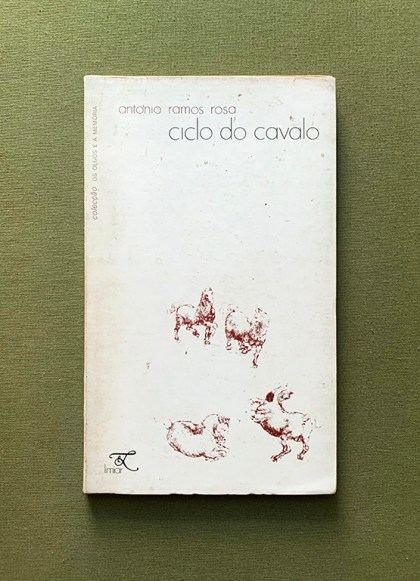 antónio ramos rosa
ciclo do cavalo
colecção OS OLHOS E A MEMÓRIA
limiar